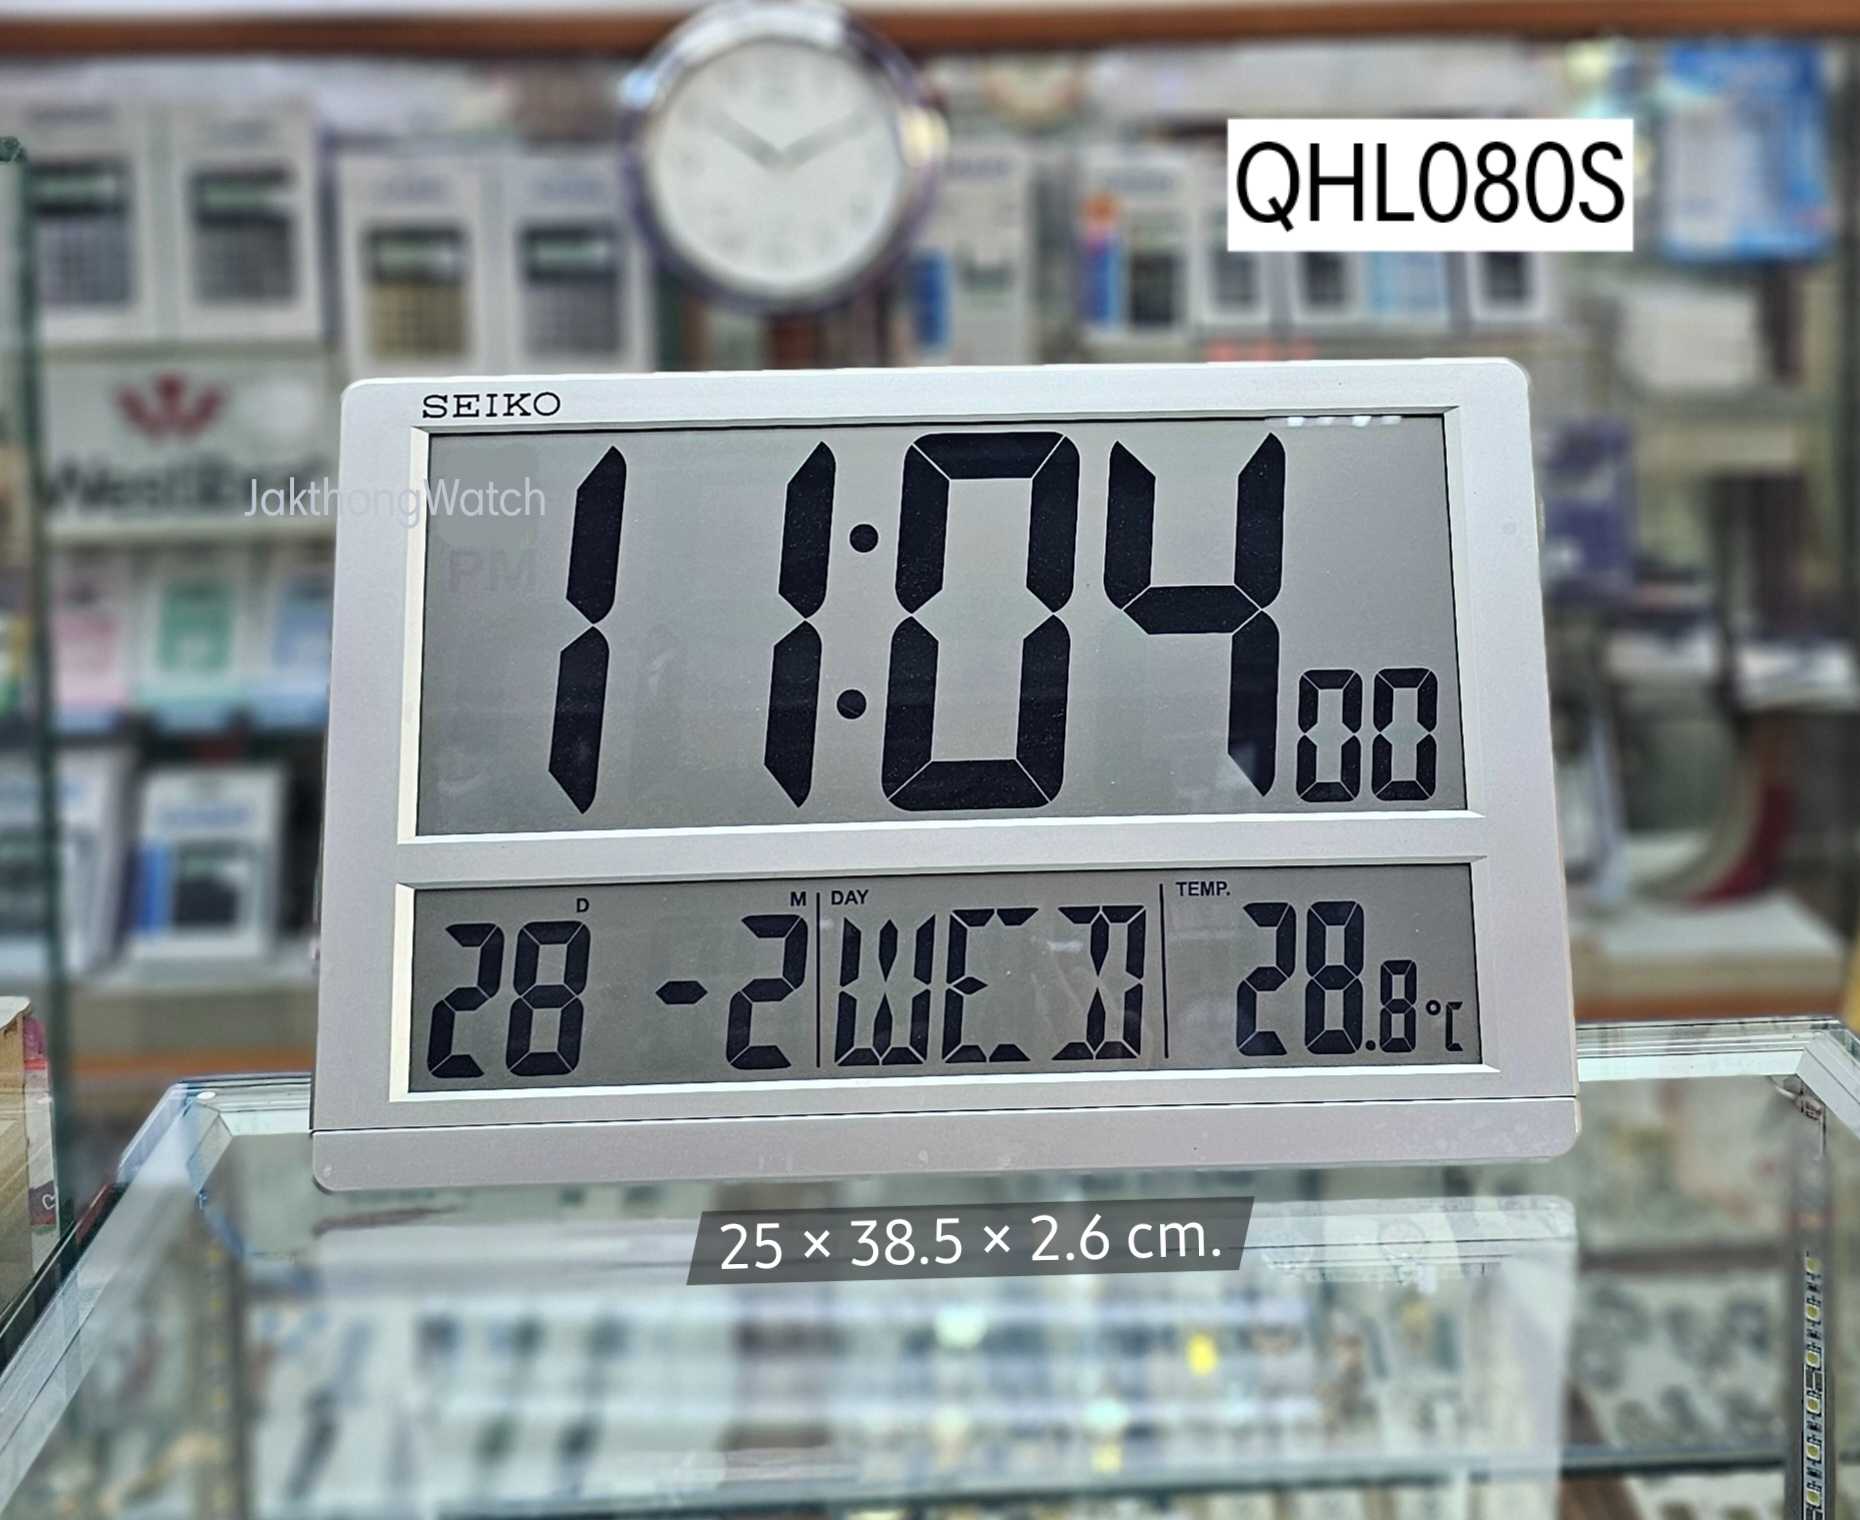 QHL080S
SEIKO
JakthongWatch
PM
11:04 00
D M DAY TEMP.
28 -2 WED 28.8°C
25 × 38.5 × 2.6 cm.